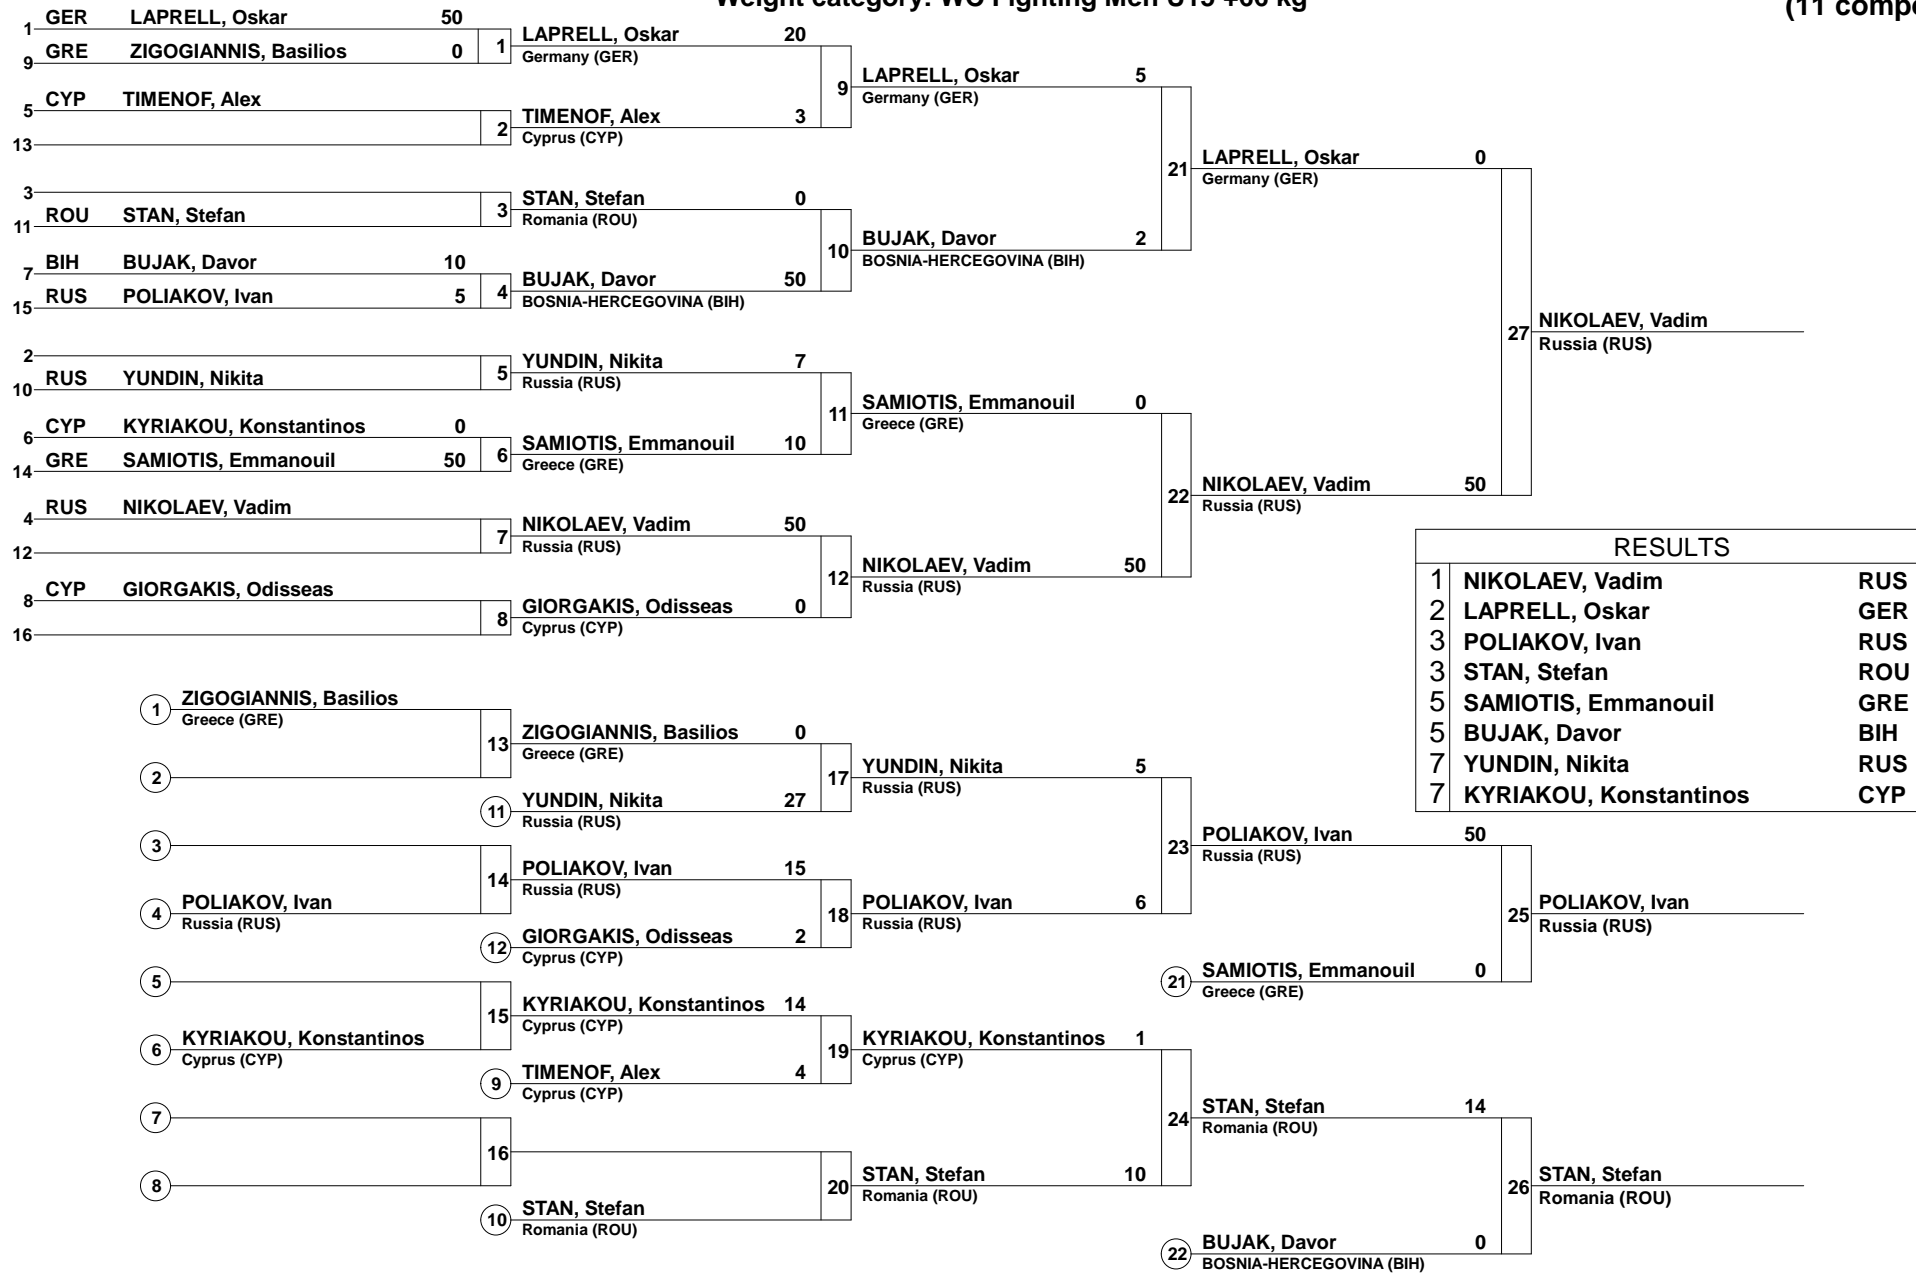 Weight category: WC Fighting Men U15 +66 kg
(11 comp
1 GER LAPRELL, Oskar 50
9 GRE ZIGOGIANNIS, Basilios 0
1
LAPRELL, Oskar 20
Germany (GER)
5 CYP TIMENOF, Alex
13
2
TIMENOF, Alex 3
Cyprus (CYP)
9
LAPRELL, Oskar 5
Germany (GER)
3
11 ROU STAN, Stefan
3
STAN, Stefan 0
Romania (ROU)
7 BIH BUJAK, Davor 10
15 RUS POLIAKOV, Ivan 5
4
BUJAK, Davor 50
BOSNIA-HERCEGOVINA (BIH)
10
BUJAK, Davor 2
BOSNIA-HERCEGOVINA (BIH)
21
LAPRELL, Oskar 0
Germany (GER)
2
10 RUS YUNDIN, Nikita
5
YUNDIN, Nikita 7
Russia (RUS)
6 CYP KYRIAKOU, Konstantinos 0
14 GRE SAMIOTIS, Emmanouil 50
6
SAMIOTIS, Emmanouil 10
Greece (GRE)
11
SAMIOTIS, Emmanouil 0
Greece (GRE)
4 RUS NIKOLAEV, Vadim
12
7
NIKOLAEV, Vadim 50
Russia (RUS)
8 CYP GIORGAKIS, Odisseas
16
8
GIORGAKIS, Odisseas 0
Cyprus (CYP)
12
NIKOLAEV, Vadim 50
Russia (RUS)
22
NIKOLAEV, Vadim 50
Russia (RUS)
27
NIKOLAEV, Vadim
Russia (RUS)
RESULTS
1 NIKOLAEV, Vadim RUS
2 LAPRELL, Oskar GER
3 POLIAKOV, Ivan RUS
3 STAN, Stefan ROU
5 SAMIOTIS, Emmanouil GRE
5 BUJAK, Davor BIH
7 YUNDIN, Nikita RUS
7 KYRIAKOU, Konstantinos CYP
1 ZIGOGIANNIS, Basilios
Greece (GRE)
2
13
ZIGOGIANNIS, Basilios 0
Greece (GRE)
11 YUNDIN, Nikita 27
Russia (RUS)
17
YUNDIN, Nikita 5
Russia (RUS)
3
4 POLIAKOV, Ivan
Russia (RUS)
14
POLIAKOV, Ivan 15
Russia (RUS)
12 GIORGAKIS, Odisseas 2
Cyprus (CYP)
18
POLIAKOV, Ivan 6
Russia (RUS)
23
POLIAKOV, Ivan 50
Russia (RUS)
21 SAMIOTIS, Emmanouil 0
Greece (GRE)
25
POLIAKOV, Ivan
Russia (RUS)
5
6 KYRIAKOU, Konstantinos
Cyprus (CYP)
15
KYRIAKOU, Konstantinos 14
Cyprus (CYP)
9 TIMENOF, Alex 4
Cyprus (CYP)
19
KYRIAKOU, Konstantinos 1
Cyprus (CYP)
7
8
16
10 STAN, Stefan
Romania (ROU)
20
STAN, Stefan 10
Romania (ROU)
24
STAN, Stefan 14
Romania (ROU)
22 BUJAK, Davor 0
BOSNIA-HERCEGOVINA (BIH)
26
STAN, Stefan
Romania (ROU)